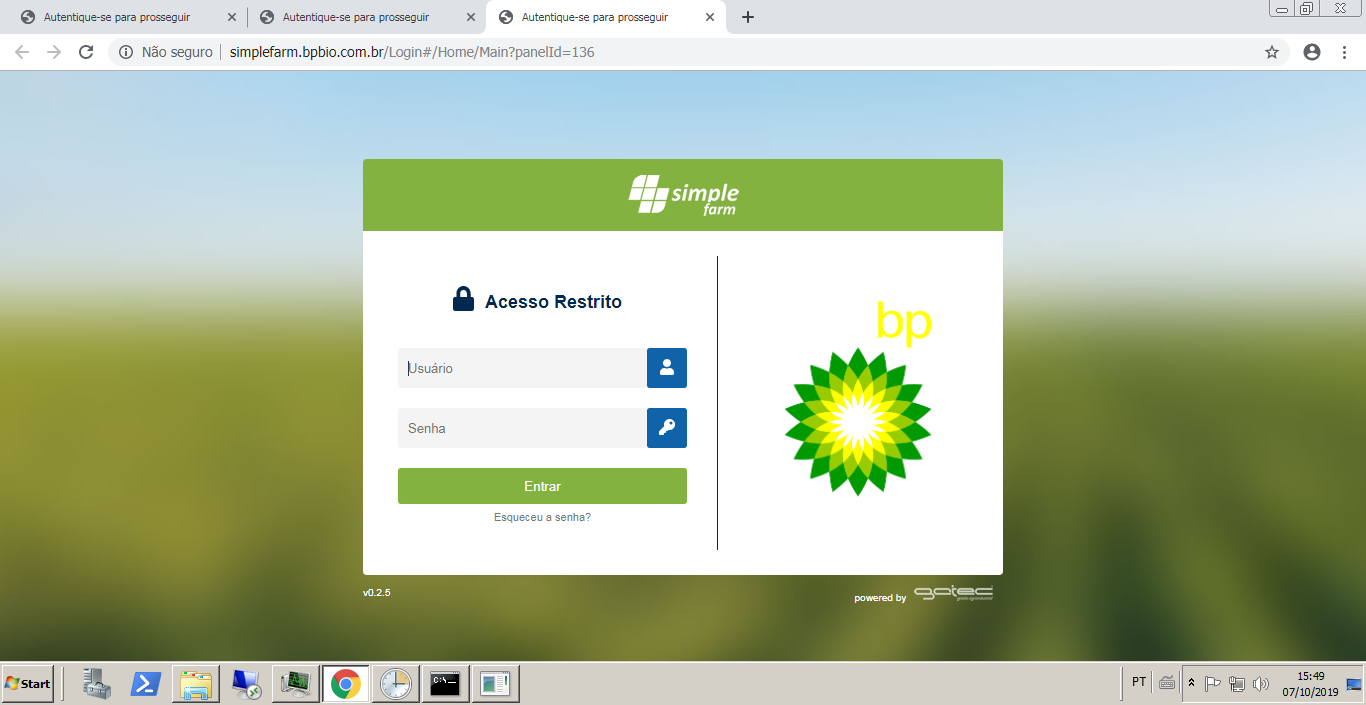 Autentique-se para prosseguir
Autentique-se para prosseguir
Autentique-se para prosseguir
Não seguro
simplefarm.bpbio.com.br/Login#/Home/Main?panelId=136
simple
farm
Acesso Restrito
bp
Usuário
Senha
Entrar
Esqueceu a senha?
v0.2.5
powered by gatec
Start
PT
15:49
07/10/2019